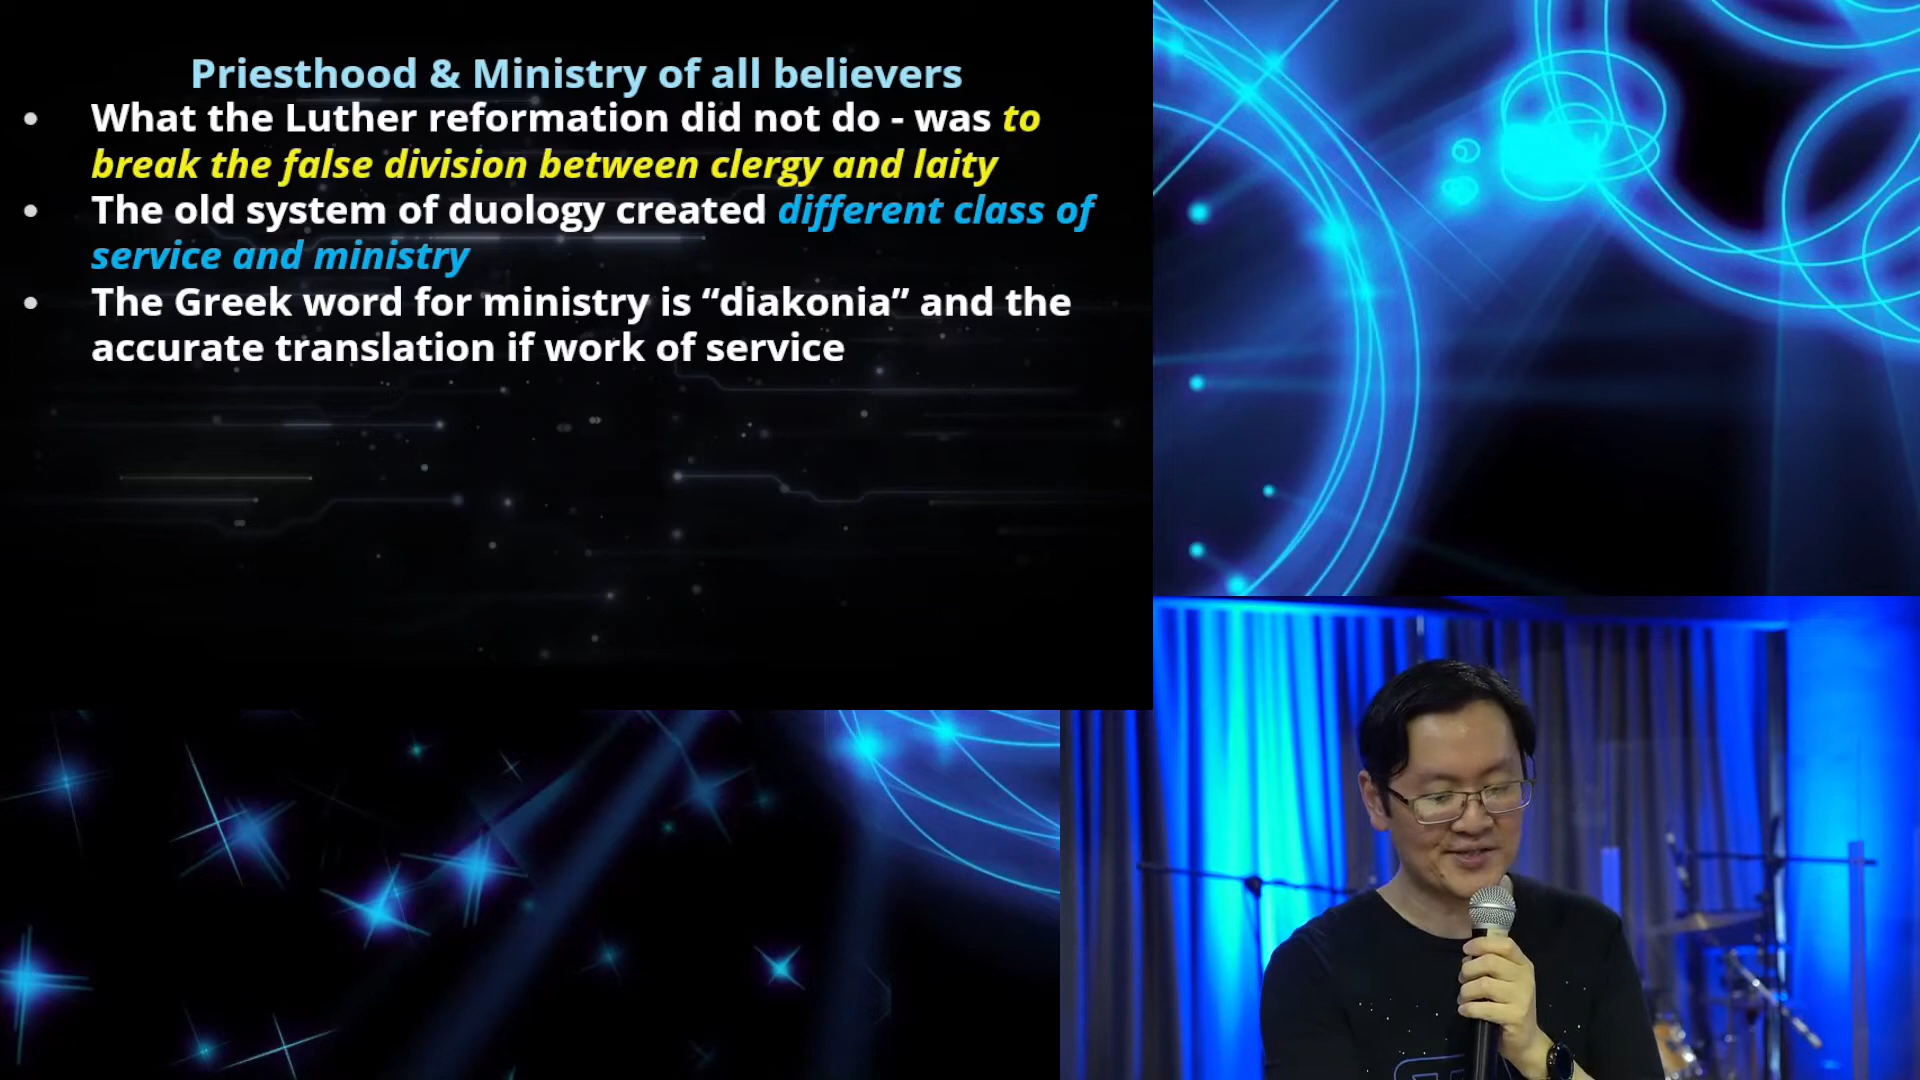 Priesthood & Ministry of all believers
• What the Luther reformation did not do - was to
break the false division between clergy and laity
• The old system of duology created different class of
service and ministry
• The Greek word for ministry is “diakonia” and the
accurate translation if work of service